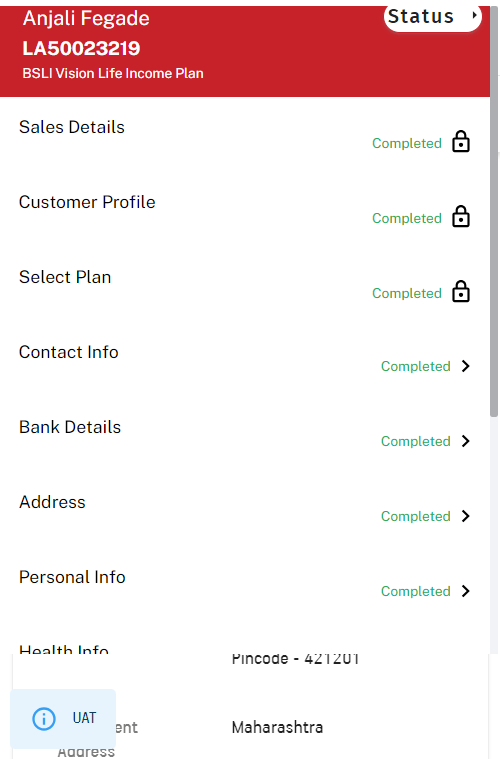 Anjali Fegade
Status
LA50023219
BSLI Vision Life Income Plan
Sales Details
Completed
Customer Profile
Completed
Select Plan
Completed
Contact Info
Completed
Bank Details
Completed
Address
Completed
Personal Info
Completed
Health Info
Pincode - 421201
UAT
ent
Maharashtra
Address